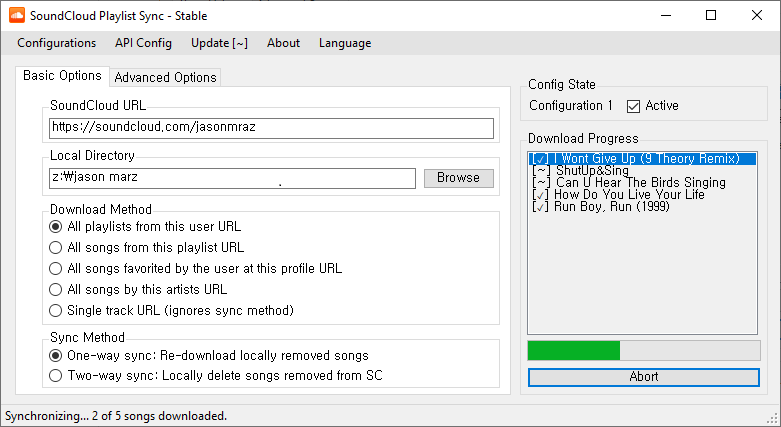 SoundCloud Playlist Sync - Stable
Configurations API Config Update [~] About Language
Basic Options Advanced Options
SoundCloud URL
https://soundcloud.com/jasonmraz
Local Directory
z:₩jason marz
Browse
Download Method
All playlists from this user URL
All songs from this playlist URL
All songs favorited by the user at this profile URL
All songs by this artists URL
Single track URL (ignores sync method)
Sync Method
One-way sync: Re-download locally removed songs
Two-way sync: Locally delete songs removed from SC
Config State
Configuration 1 Active
Download Progress
[✓] I Wont Give Up (9 Theory Remix)
[~] ShutUp&Sing
[~] Can U Hear The Birds Singing
[✓] How Do You Live Your Life
[✓] Run Boy, Run (1999)
Abort
Synchronizing... 2 of 5 songs downloaded.